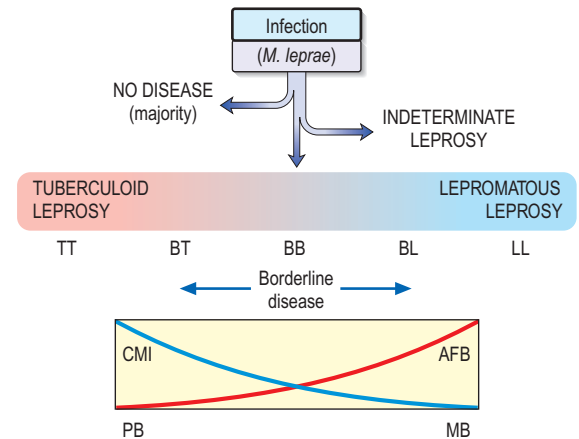 Infection
(M. leprae)
NO DISEASE
(majority)
INDETERMINATE
LEPROSY
TUBERCULOID
LEPROSY
LEPROMATOUS
LEPROSY
TT BT BB BL LL
Borderline
disease
CMI AFB
PB MB